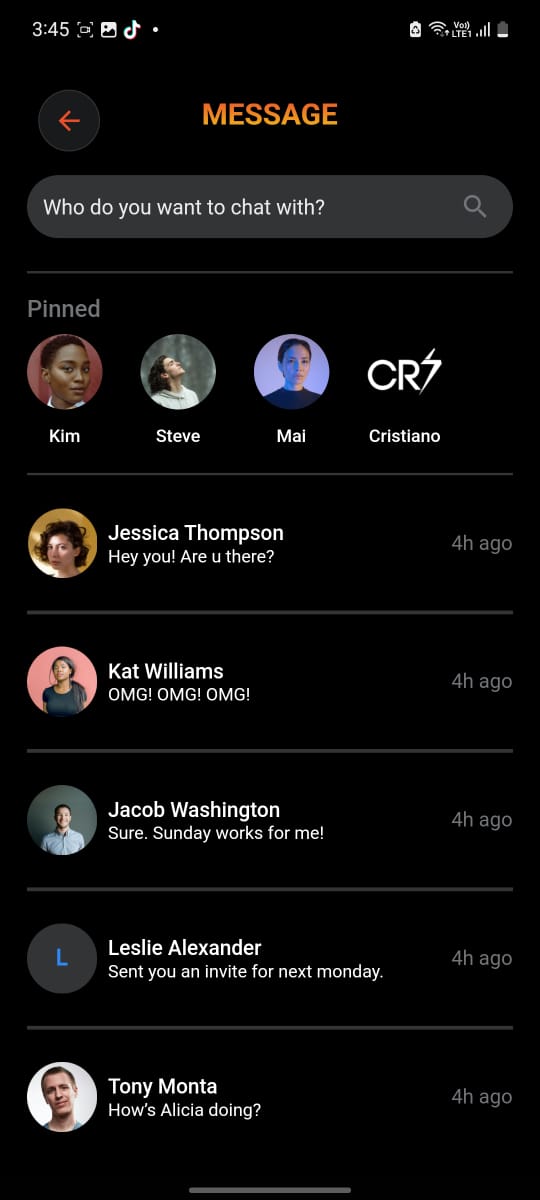 3:45
Vo))
LTE1
MESSAGE
Who do you want to chat with?
Pinned
CR7
Kim Steve Mai Cristiano
Jessica Thompson
Hey you! Are u there?
4h ago
Kat Williams
OMG! OMG! OMG!
4h ago
Jacob Washington
Sure. Sunday works for me!
4h ago
L
Leslie Alexander
Sent you an invite for next monday.
4h ago
Tony Monta
How’s Alicia doing?
4h ago